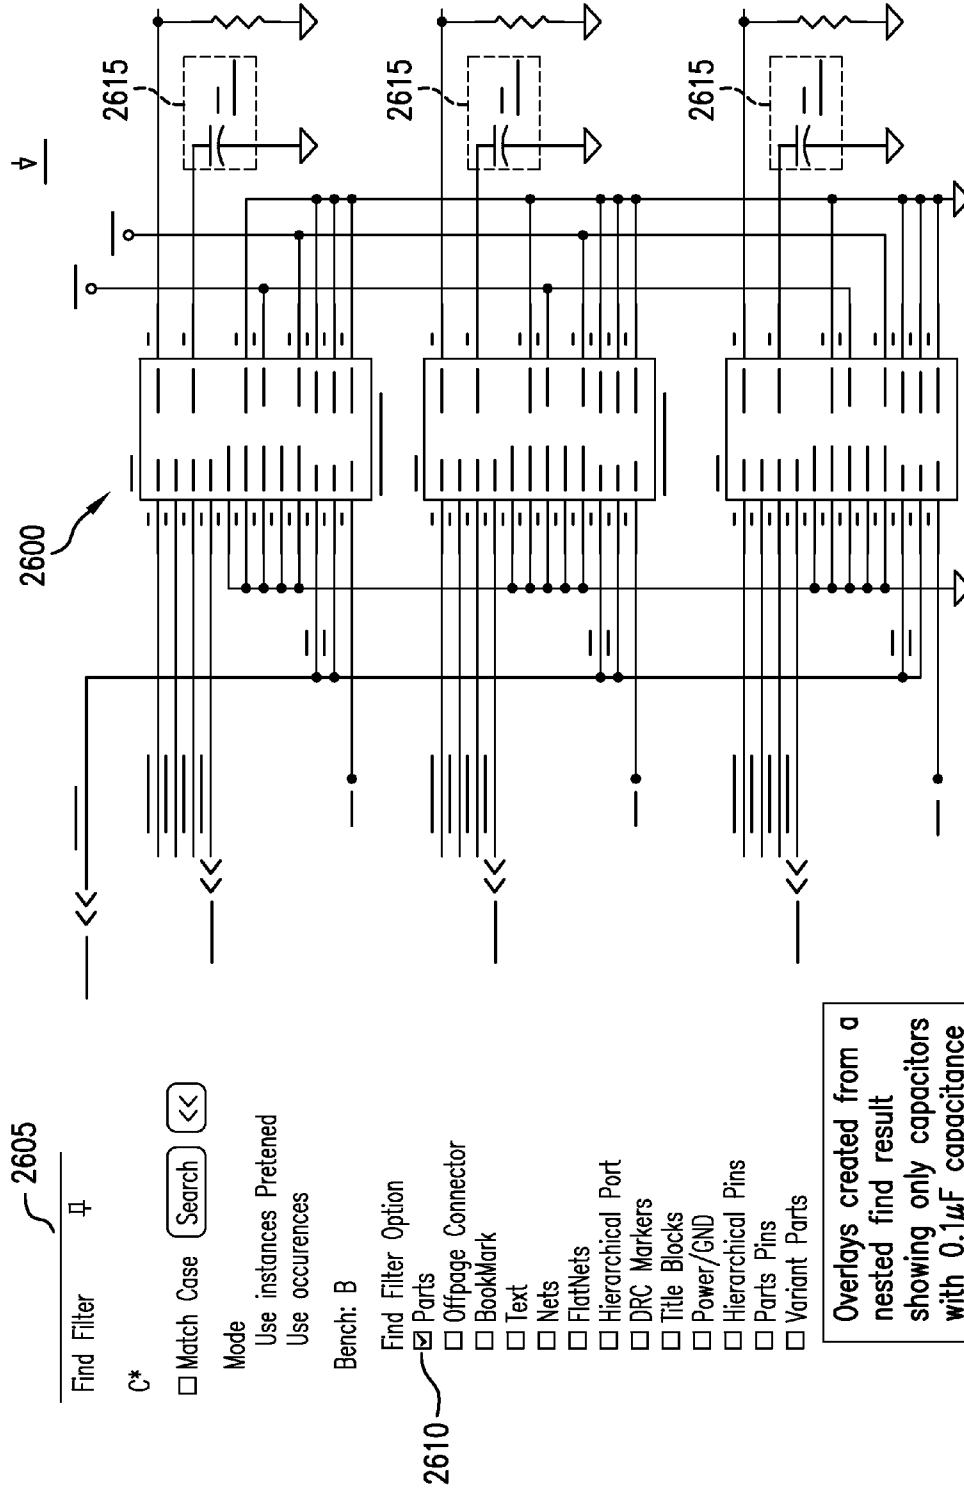 2605
Find Filter
C*
Match Case Search <<
Mode
Use instances Pretened
Use occurences
Bench: B
Find Filter Option
Parts
Offpage Connector
BookMark
Text
Nets
FlatNets
Hierarchical Port
DRC Markers
Title Blocks
Power/GND
Hierarchical Pins
Parts Pins
Variant Parts
2610
Overlays created from a
nested find result
showing only capacitors
with 0.1μF capacitance
2600
2615
2615
2615